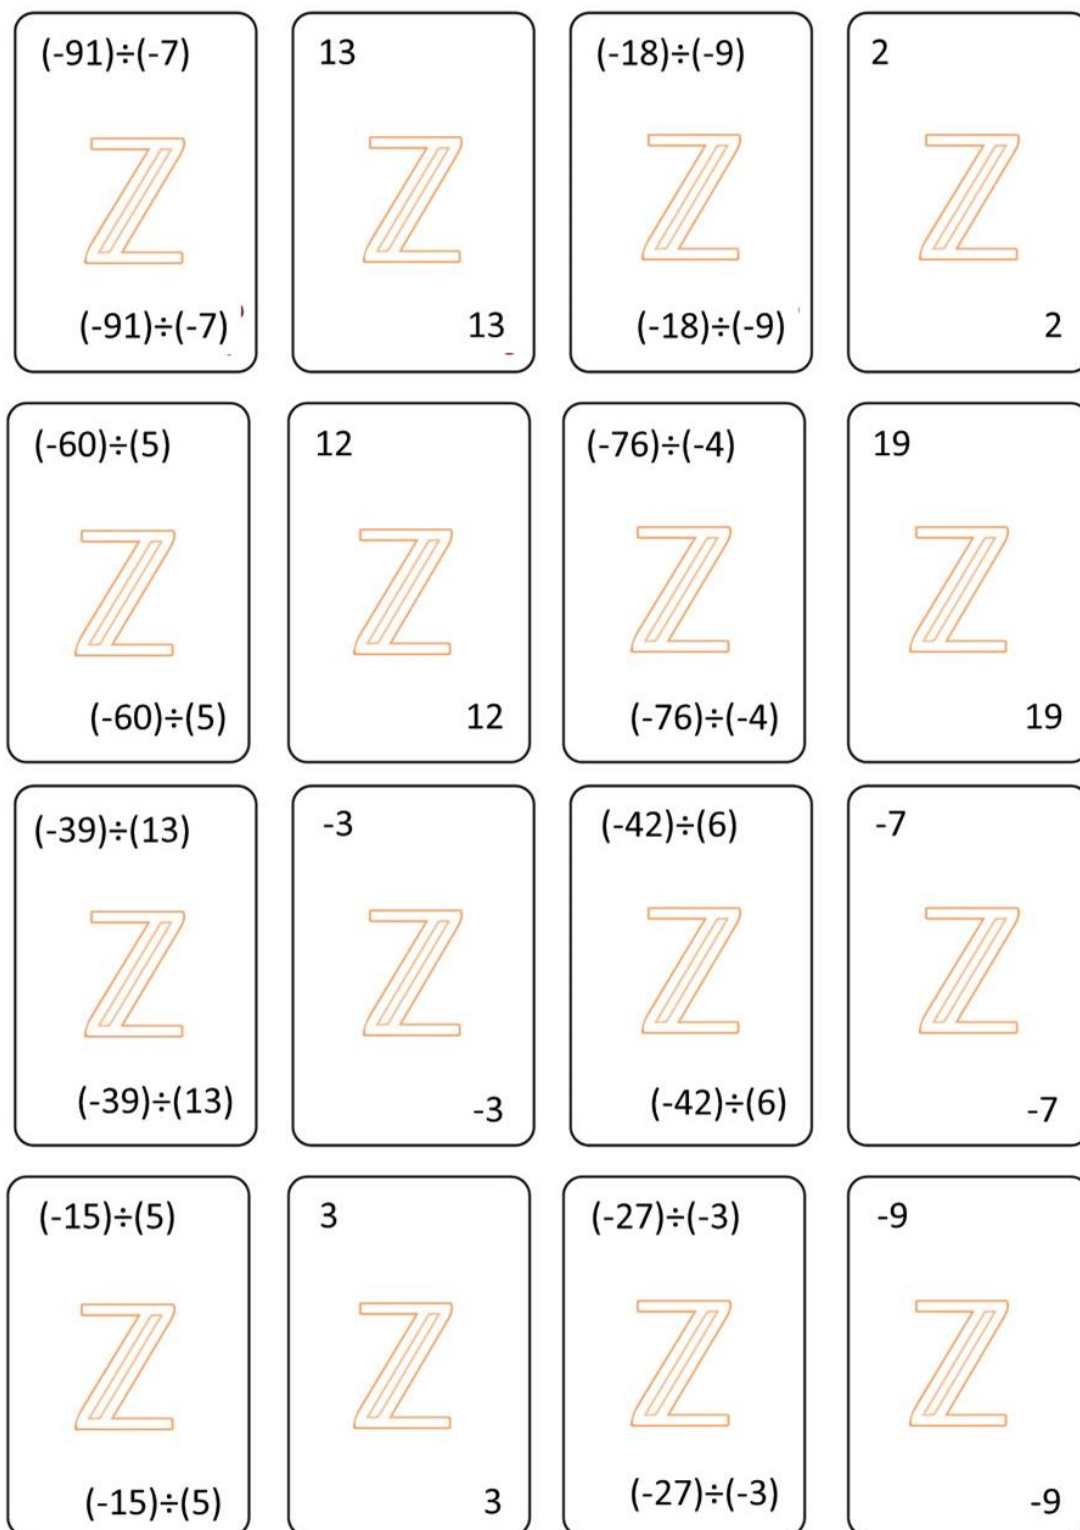 (-91)÷(-7)
ℤ
(-91)÷(-7)
13
ℤ
13
(-18)÷(-9)
ℤ
(-18)÷(-9)
2
ℤ
2
(-60)÷(5)
ℤ
(-60)÷(5)
12
ℤ
12
(-76)÷(-4)
ℤ
(-76)÷(-4)
19
ℤ
19
(-39)÷(13)
ℤ
(-39)÷(13)
-3
ℤ
-3
(-42)÷(6)
ℤ
(-42)÷(6)
-7
ℤ
-7
(-15)÷(5)
ℤ
(-15)÷(5)
3
ℤ
3
(-27)÷(-3)
ℤ
(-27)÷(-3)
-9
ℤ
-9